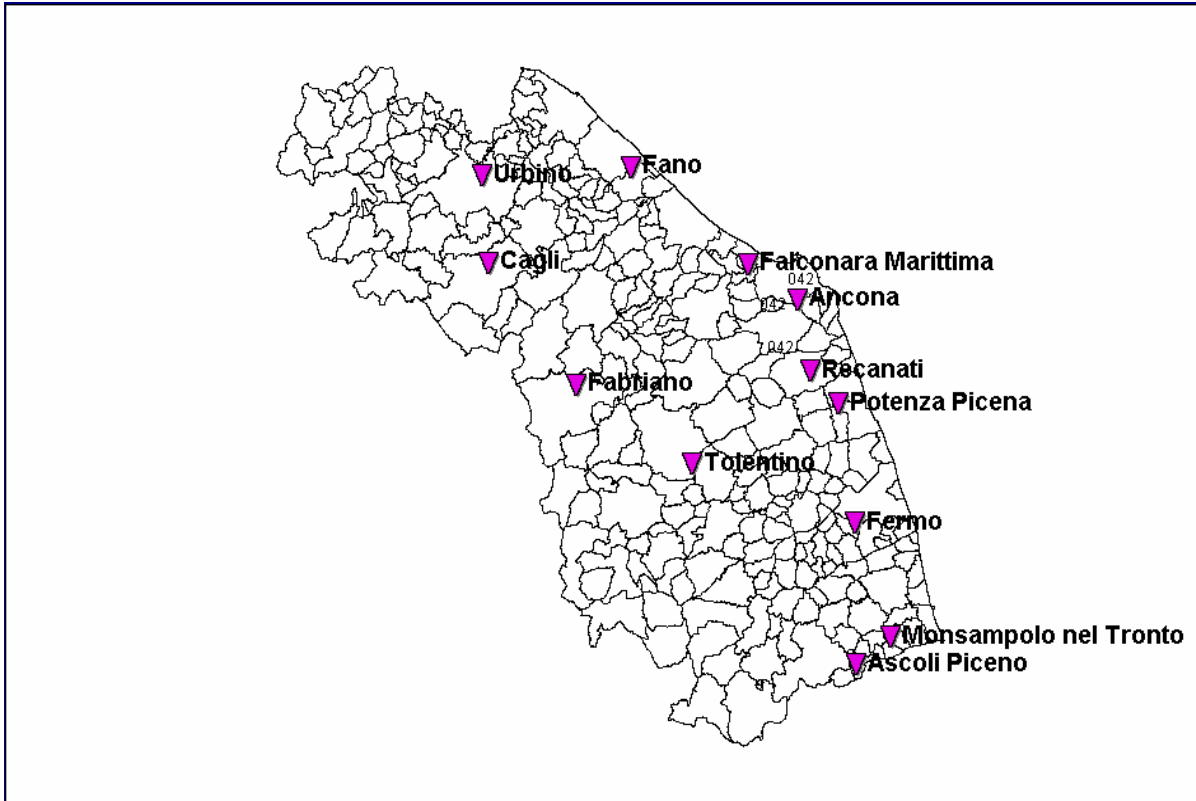 Fano
Urbino
Cagli
Falconara Marittima
042
Ancona
042
042
Recanati
Fabriano
Potenza Picena
Tolentino
Fermo
Monsampolo nel Tronto
Ascoli Piceno